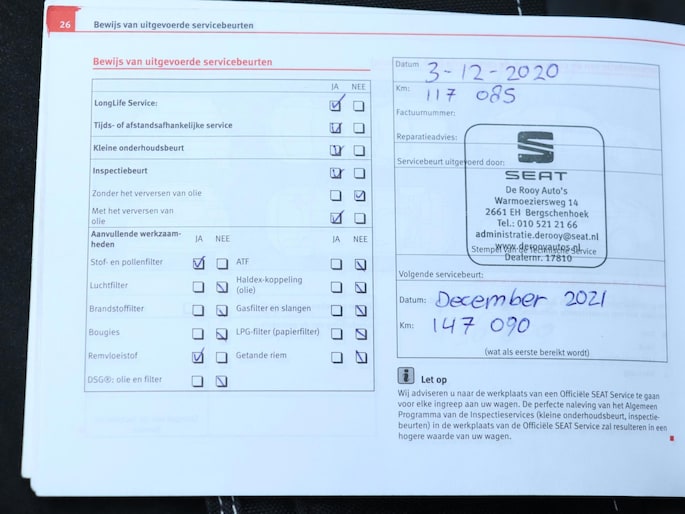 26 Bewijs van uitgevoerde servicebeurten
Bewijs van uitgevoerde servicebeurten
JA NEE
LongLife Service:
Tijds- of afstandsafhankelijke service
Kleine onderhoudsbeurt
Inspectiebeurt
Zonder het verversen van olie
Met het verversen van
olie
Aanvullende werkzaam-
heden
JA NEE JA NEE
Stof- en pollenfilter ATF
Luchtfilter Haldex-koppeling
(olie)
Brandstoffilter Gasfilter en slangen
Bougies LPG-filter (papierfilter)
Remvloeistof Getande riem
DSG®: olie en filter
Datum 3-12-2020
Km: 117 085
Factuurnummer:
Reparatieadvies:
Servicebeurt uitgevoerd door:
SEAT
De Rooy Auto's
Warmoeziersweg 14
2661 EH Bergschenhoek
Tel.: 010 521 21 66
administratie.derooy@seat.nl
www.derooyautos.nl
Stempel van de Technische Service
Dealernr. 17810
Volgende servicebeurt:
Datum: December 2021
Km: 147 090
(wat als eerste bereikt wordt)
i Let op
Wij adviseren u naar de werkplaats van een Officiële SEAT Service te gaan
voor elke ingreep aan uw wagen. De perfecte naleving van het Algemeen
Programma van de Inspectieservices (kleine onderhoudsbeurt, inspectie-
beurten) in de werkplaats van de Officiële SEAT Service zal resulteren in een
hogere waarde van uw wagen.